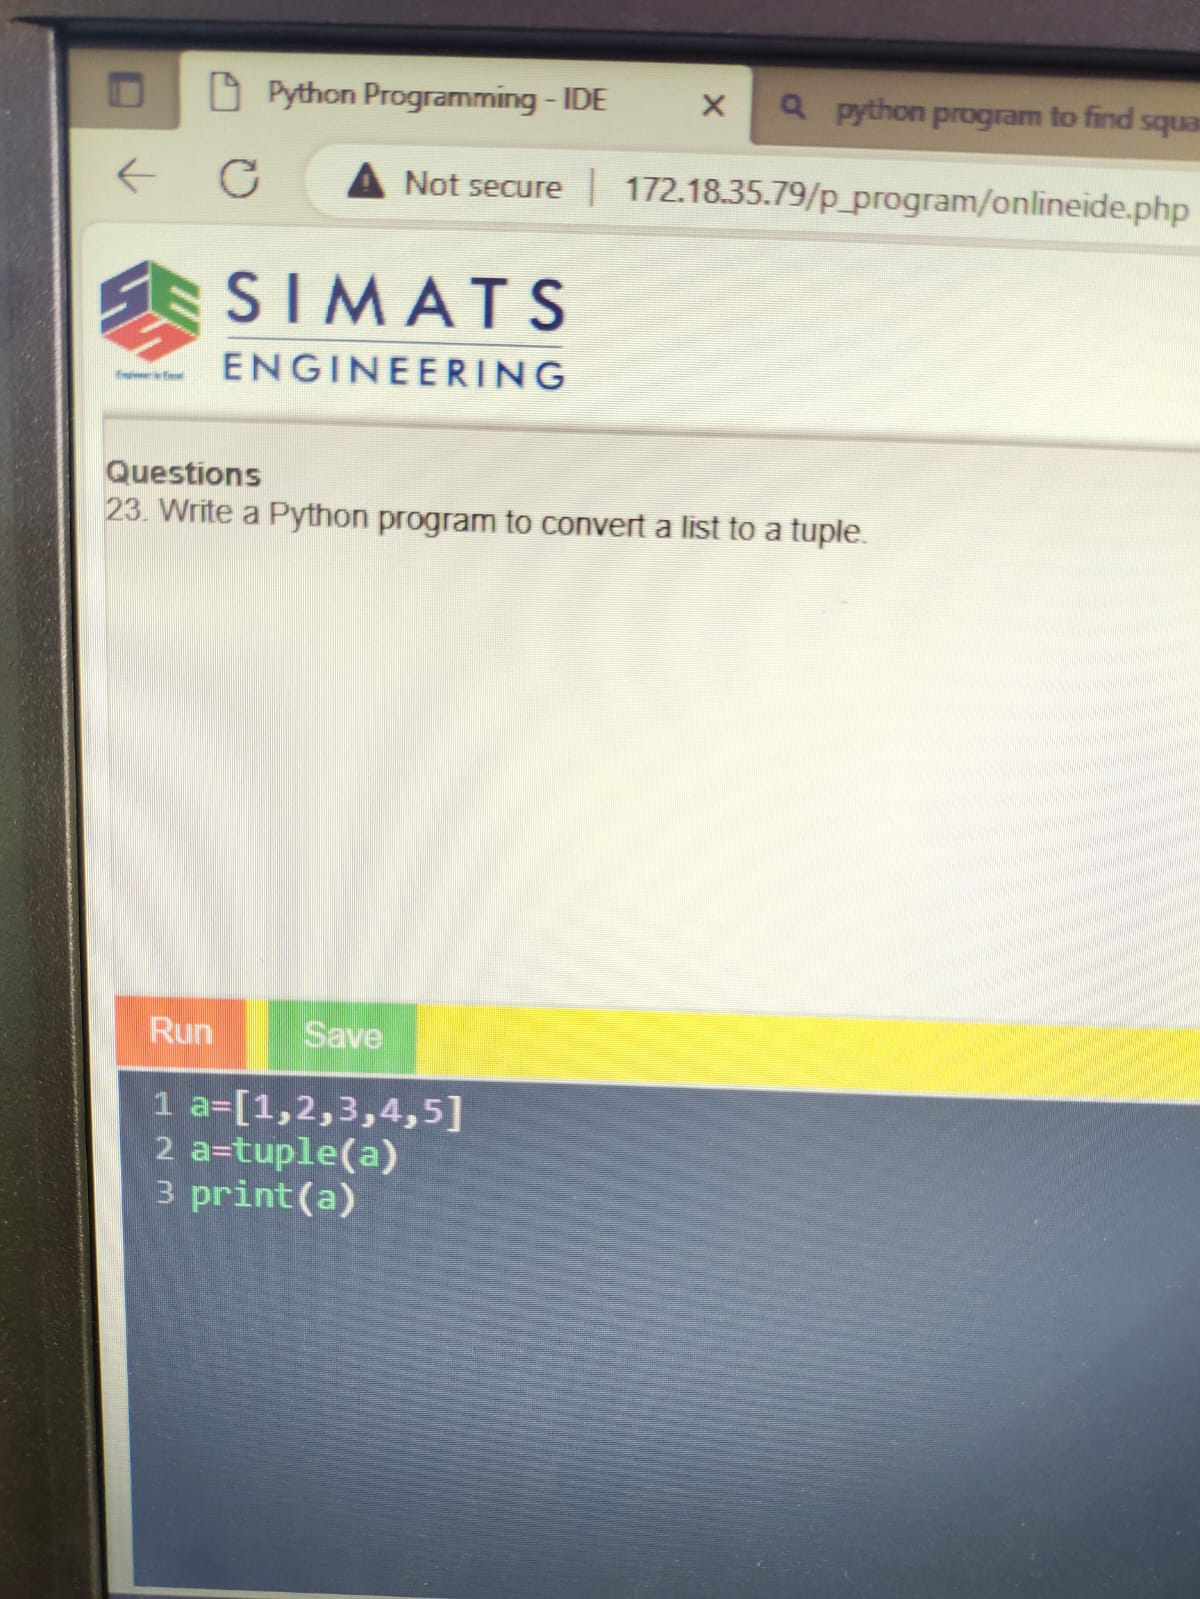 Python Programming - IDE
python program to find squa
Not secure
172.18.35.79/p_program/onlineide.php
SIMATS
ENGINEERING
Questions
23. Write a Python program to convert a list to a tuple.
Run
Save
1 a=[1,2,3,4,5]
2 a=tuple(a)
3 print(a)